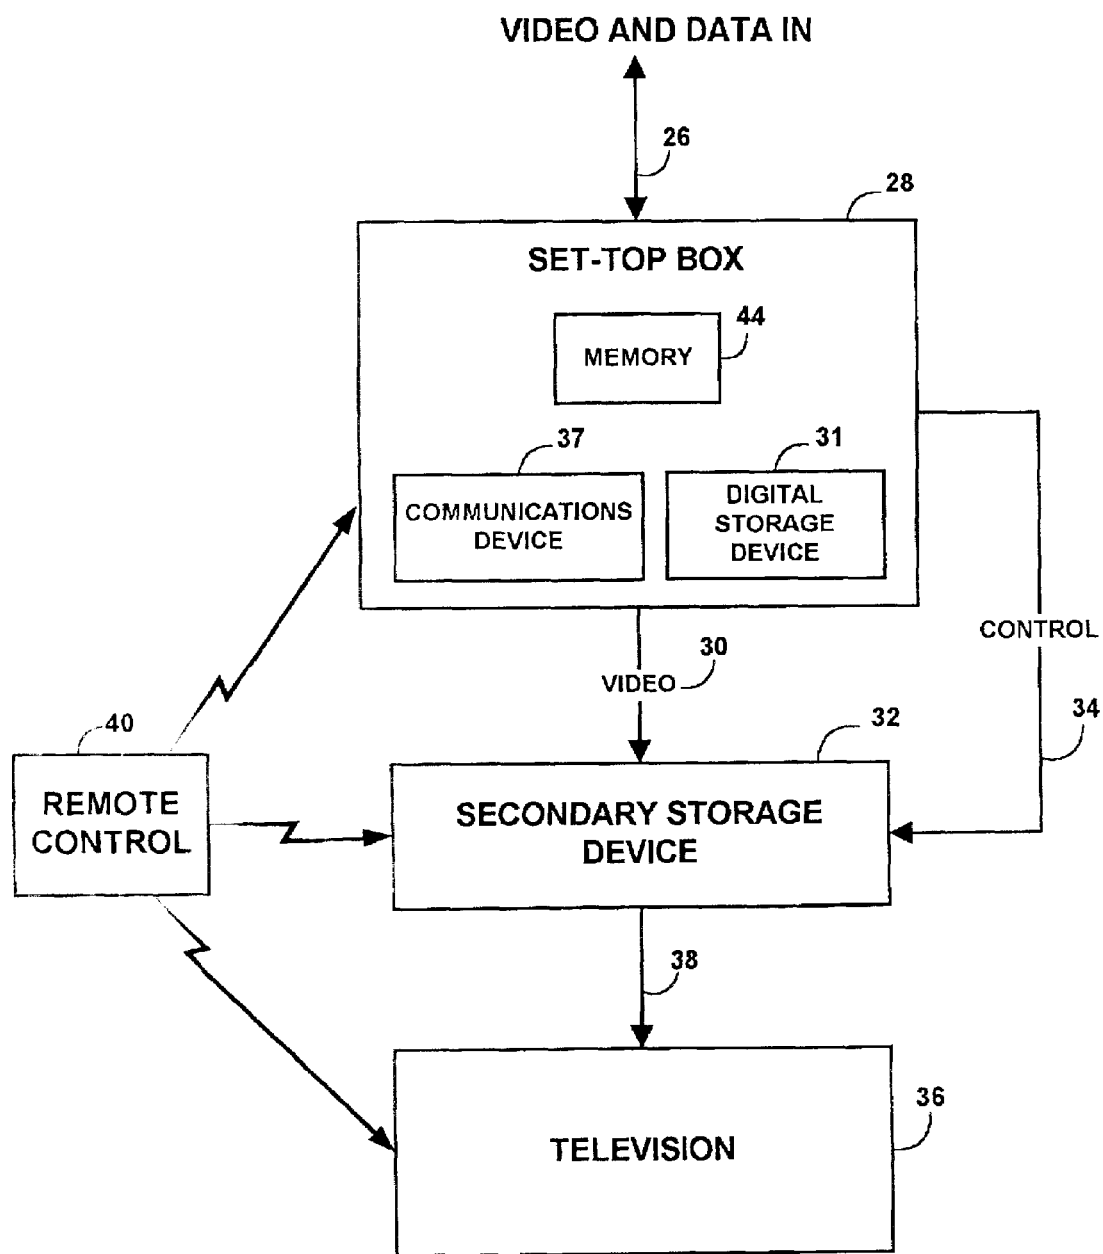 VIDEO AND DATA IN
26
28
SET-TOP BOX
44
MEMORY
37
31
COMMUNICATIONS
DEVICE
DIGITAL
STORAGE
DEVICE
CONTROL
30
VIDEO
40
32
34
REMOTE
CONTROL
SECONDARY STORAGE
DEVICE
38
36
TELEVISION